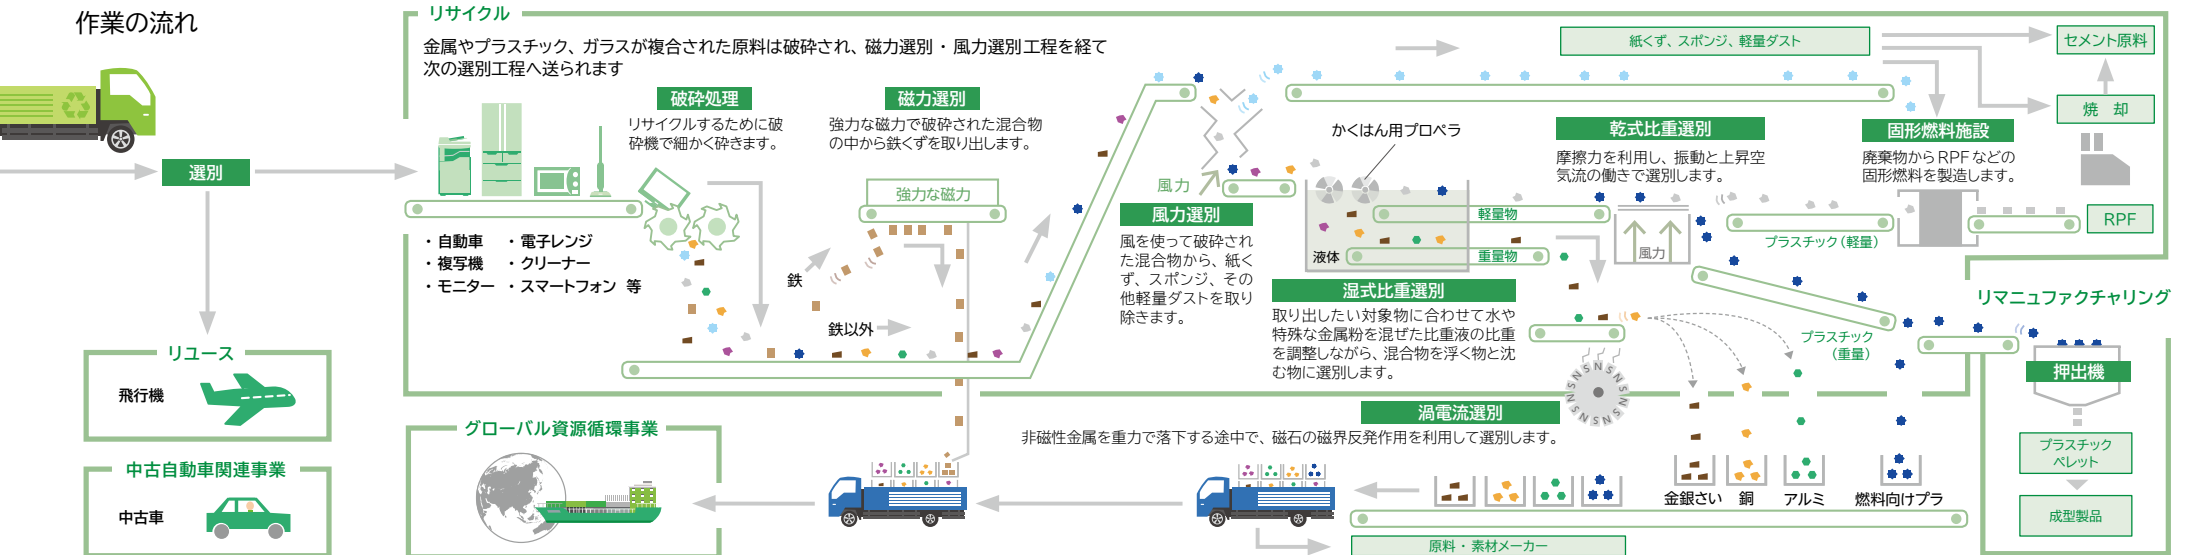 作業の流れ
選別
リユース
飛行機
中古自動車関連事業
中古車
リサイクル
金属やプラスチック、ガラスが複合された原料は破砕され、磁力選別・風力選別工程を経て
次の選別工程へ送られます
・自動車　・電子レンジ
・複写機　・クリーナー
・モニター　・スマートフォン 等
破砕処理
リサイクルするために破
砕機で細かく砕きます。
磁力選別
強力な磁力で破砕された混合物
の中から鉄くずを取り出します。
強力な磁力
鉄
鉄以外
風力
風力選別
風を使って破砕され
た混合物から、紙く
ず、スポンジ、その
他軽量ダストを取り
除きます。
かくはん用プロペラ
軽量物
液体
重量物
湿式比重選別
取り出したい対象物に合わせて水や
特殊な金属粉を混ぜた比重液の比重
を調整しながら、混合物を浮く物と沈
む物に選別します。
乾式比重選別
摩擦力を利用し、振動と上昇空
気流の働きで選別します。
風力
プラスチック（軽量）
プラスチック
（重量）
紙くず、スポンジ、軽量ダスト
セメント原料
焼 却
固形燃料施設
廃棄物からRPFなどの
固形燃料を製造します。
RPF
渦電流選別
非磁性金属を重力で落下する途中で、磁石の磁界反発作用を利用して選別します。
S N S N S N S N S N S N
金銀さい
銅
アルミ
燃料向けプラ
リマニュファクチャリング
押出機
プラスチック
ペレット
成型製品
グローバル資源循環事業
原料・素材メーカー